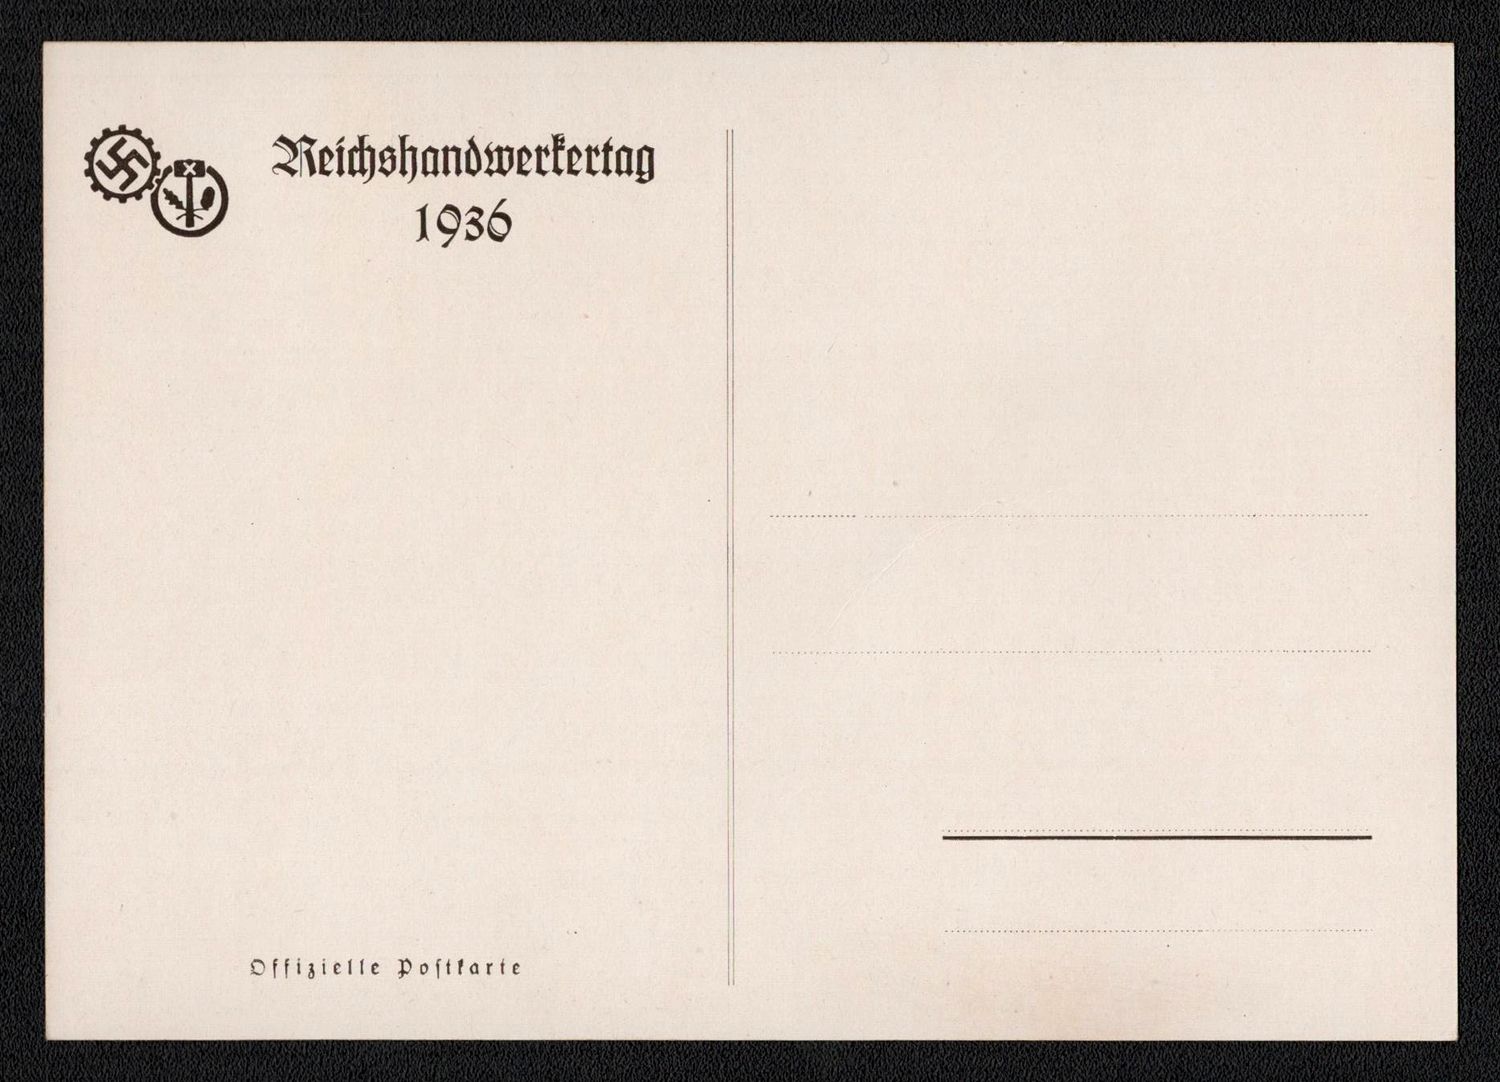 Reichshandwerkertag
1936
Offizielle Poſtkarte